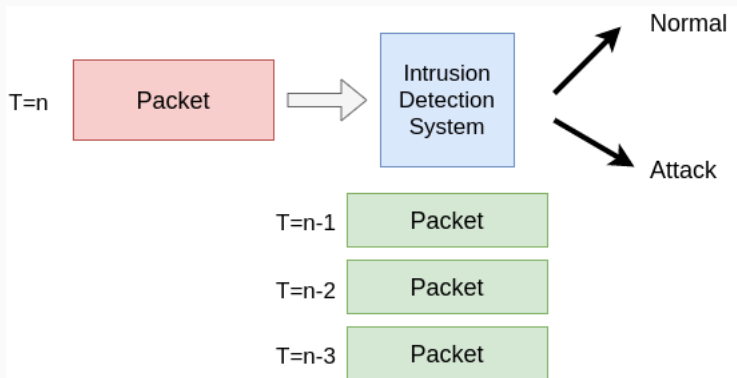 Normal
T=n
Packet
Intrusion
Detection
System
Attack
T=n-1
Packet
T=n-2
Packet
T=n-3
Packet